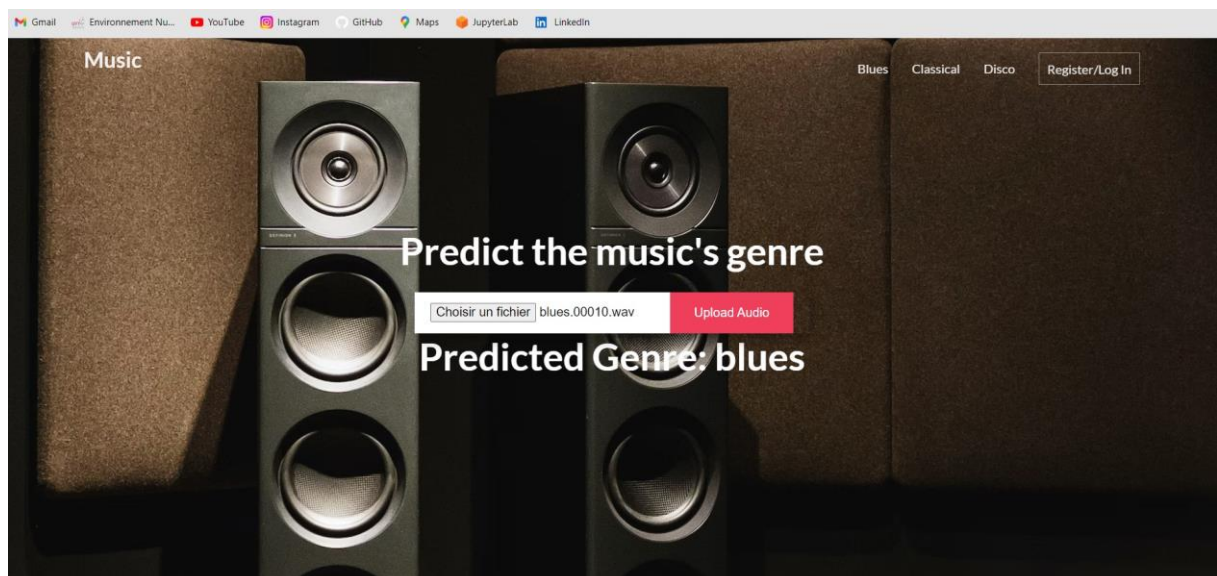 Gmail Environnement Nu... YouTube Instagram GitHub Maps JupyterLab LinkedIn
Music
Blues Classical Disco Register/Log In
Predict the music's genre
Choisir un fichier blues.00010.wav Upload Audio
Predicted Genre: blues